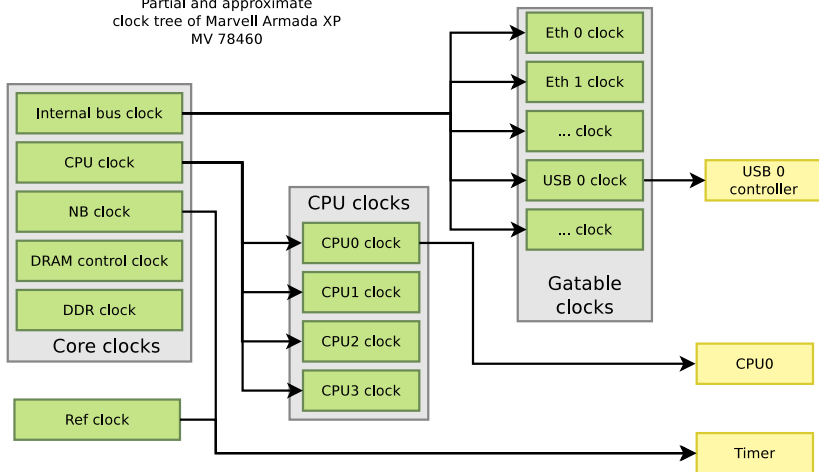 Partial and approximate
clock tree of Marvell Armada XP
MV 78460
Internal bus clock
CPU clock
NB clock
DRAM control clock
DDR clock
Core clocks
Ref clock
CPU clocks
CPU0 clock
CPU1 clock
CPU2 clock
CPU3 clock
Eth 0 clock
Eth 1 clock
... clock
USB 0 clock
... clock
Gatable
clocks
USB 0
controller
CPU0
Timer